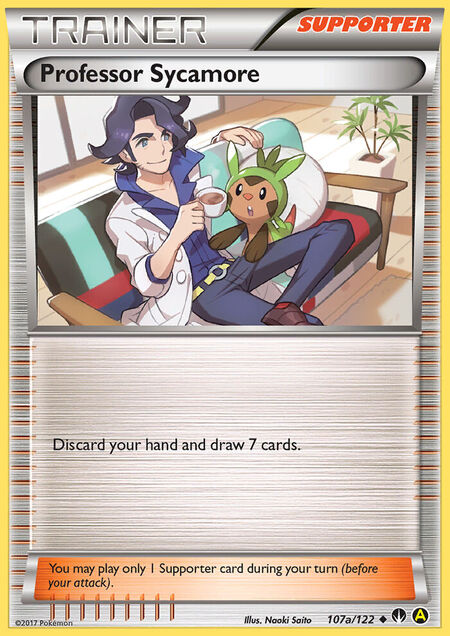 TRAINER
SUPPORTER
Professor Sycamore
Discard your hand and draw 7 cards.
You may play only 1 Supporter card during your turn (before
your attack).
©2017 Pokémon
Illus. Naoki Saito
107a/122 ◆
A